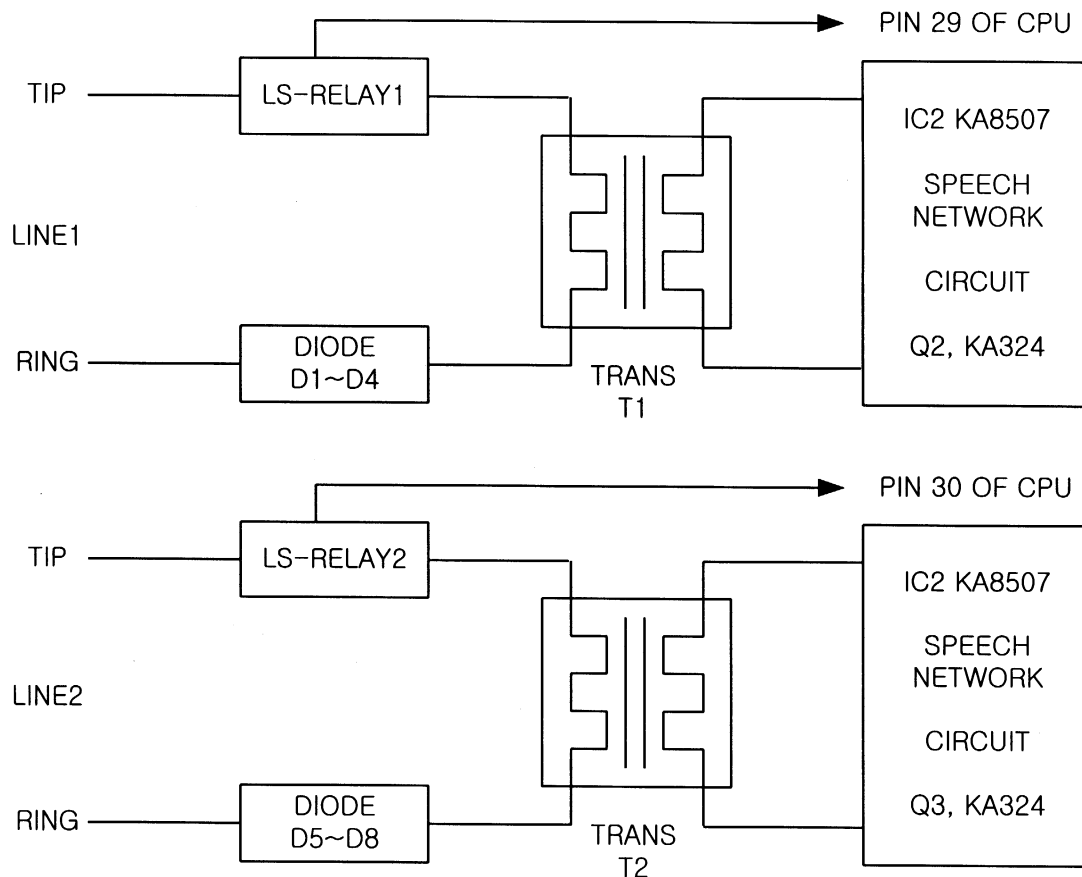 PIN 29 OF CPU
TIP
LS-RELAY1
IC2 KA8507
SPEECH
NETWORK
LINE1
CIRCUIT
RING
DIODE
D1~D4
Q2, KA324
TRANS
T1
PIN 30 OF CPU
TIP
LS-RELAY2
IC2 KA8507
SPEECH
NETWORK
LINE2
CIRCUIT
RING
DIODE
D5~D8
Q3, KA324
TRANS
T2